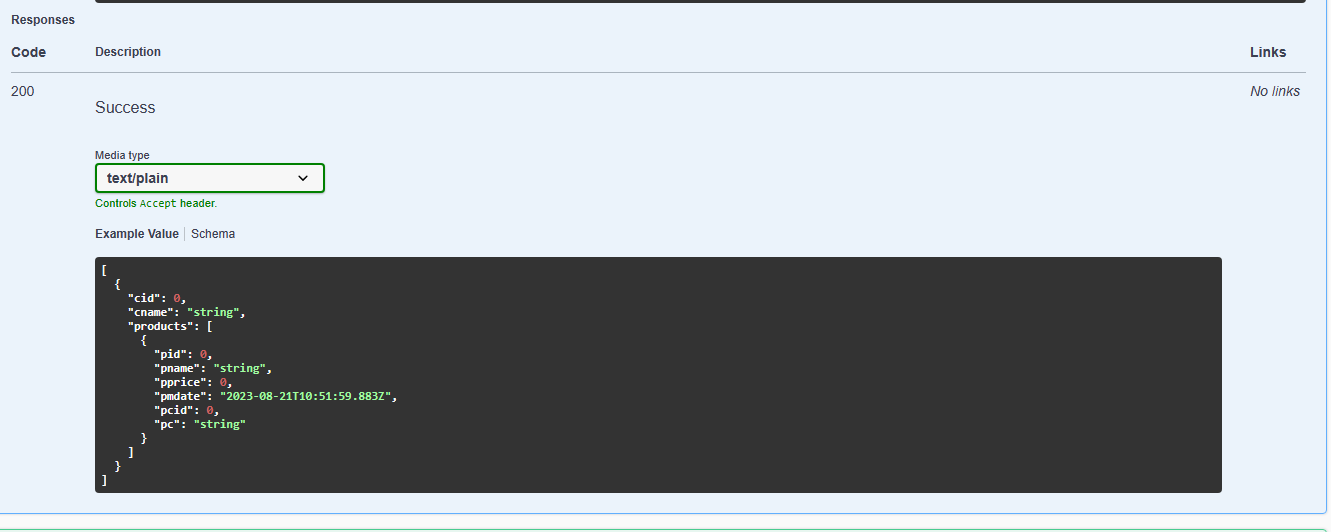 Responses
Code Description Links
200 Success No links
Media type
text/plain
Controls Accept header.
Example Value Schema
[
  {
    "cid": 0,
    "cname": "string",
    "products": [
      {
        "pid": 0,
        "pname": "string",
        "pprice": 0,
        "pmdate": "2023-08-21T10:51:59.883Z",
        "pcid": 0,
        "pc": "string"
      }
    ]
  }
]